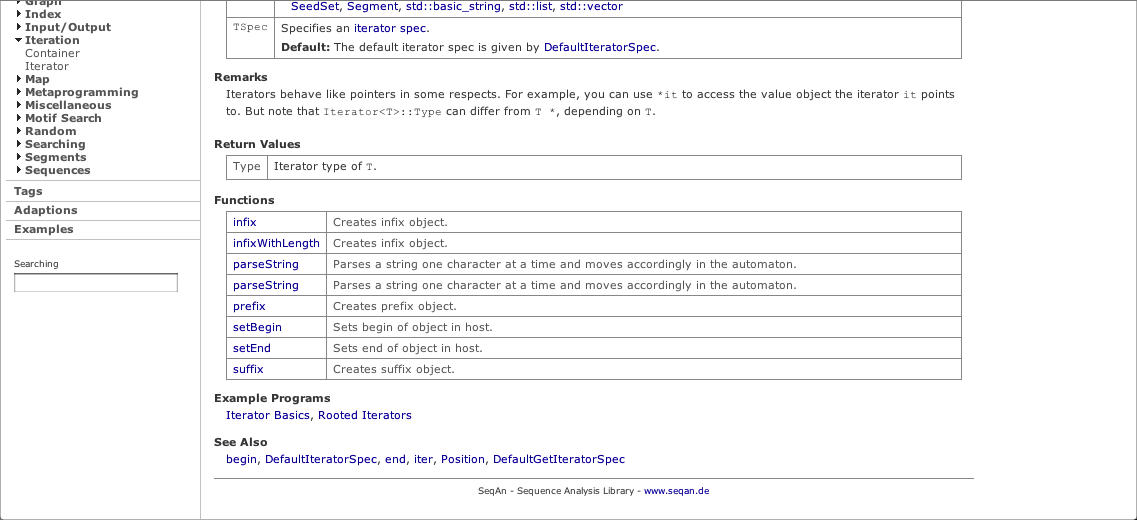 Graph
Index
Input/Output
Iteration
Container
Iterator
Map
Metaprogramming
Miscellaneous
Motif Search
Random
Searching
Segments
Sequences
Tags
Adaptions
Examples
Searching
SeedSet, Segment, std::basic_string, std::list, std::vector
TSpec Specifies an iterator spec.
Default: The default iterator spec is given by DefaultIteratorSpec.
Remarks
Iterators behave like pointers in some respects. For example, you can use *it to access the value object the iterator it points
to. But note that Iterator<T>::Type can differ from T *, depending on T.
Return Values
Type Iterator type of T.
Functions
infix Creates infix object.
infixWithLength Creates infix object.
parseString Parses a string one character at a time and moves accordingly in the automaton.
parseString Parses a string one character at a time and moves accordingly in the automaton.
prefix Creates prefix object.
setBegin Sets begin of object in host.
setEnd Sets end of object in host.
suffix Creates suffix object.
Example Programs
Iterator Basics, Rooted Iterators
See Also
begin, DefaultIteratorSpec, end, iter, Position, DefaultGetIteratorSpec
SeqAn - Sequence Analysis Library - www.seqan.de